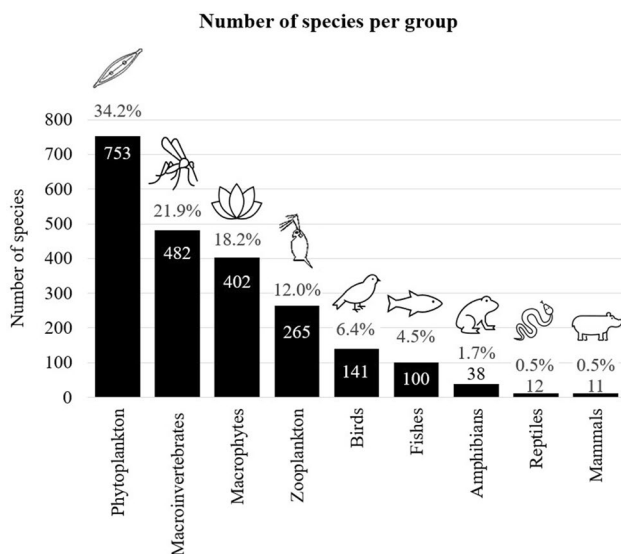 Number of species per group
Number of species
800
700
600
500
400
300
200
100
0
34.2%
753
21.9%
482
18.2%
402
12.0%
265
6.4%
141
4.5%
100
1.7%
38
0.5%
12
0.5%
11
Phytoplankton
Macroinvertebrates
Macrophytes
Zooplankton
Birds
Fishes
Amphibians
Reptiles
Mammals